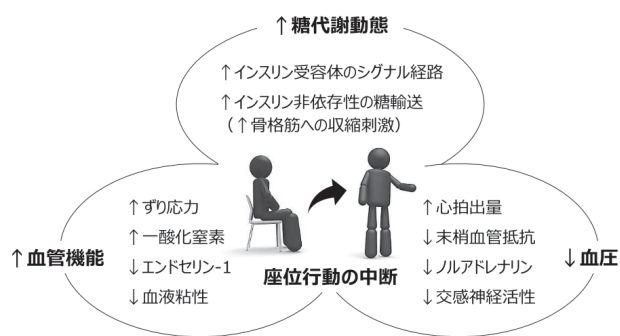 ↑糖代謝動態
↑インスリン受容体のシグナル経路
↑インスリン非依存性の糖輸送
（↑骨格筋への収縮刺激）
↑血管機能
↑ずり応力
↑一酸化窒素
↓エンドセリン-1
↓血液粘性
座位行動の中断
↑心拍出量
↓末梢血管抵抗
↓ノルアドレナリン
↓交感神経活性
↓血圧